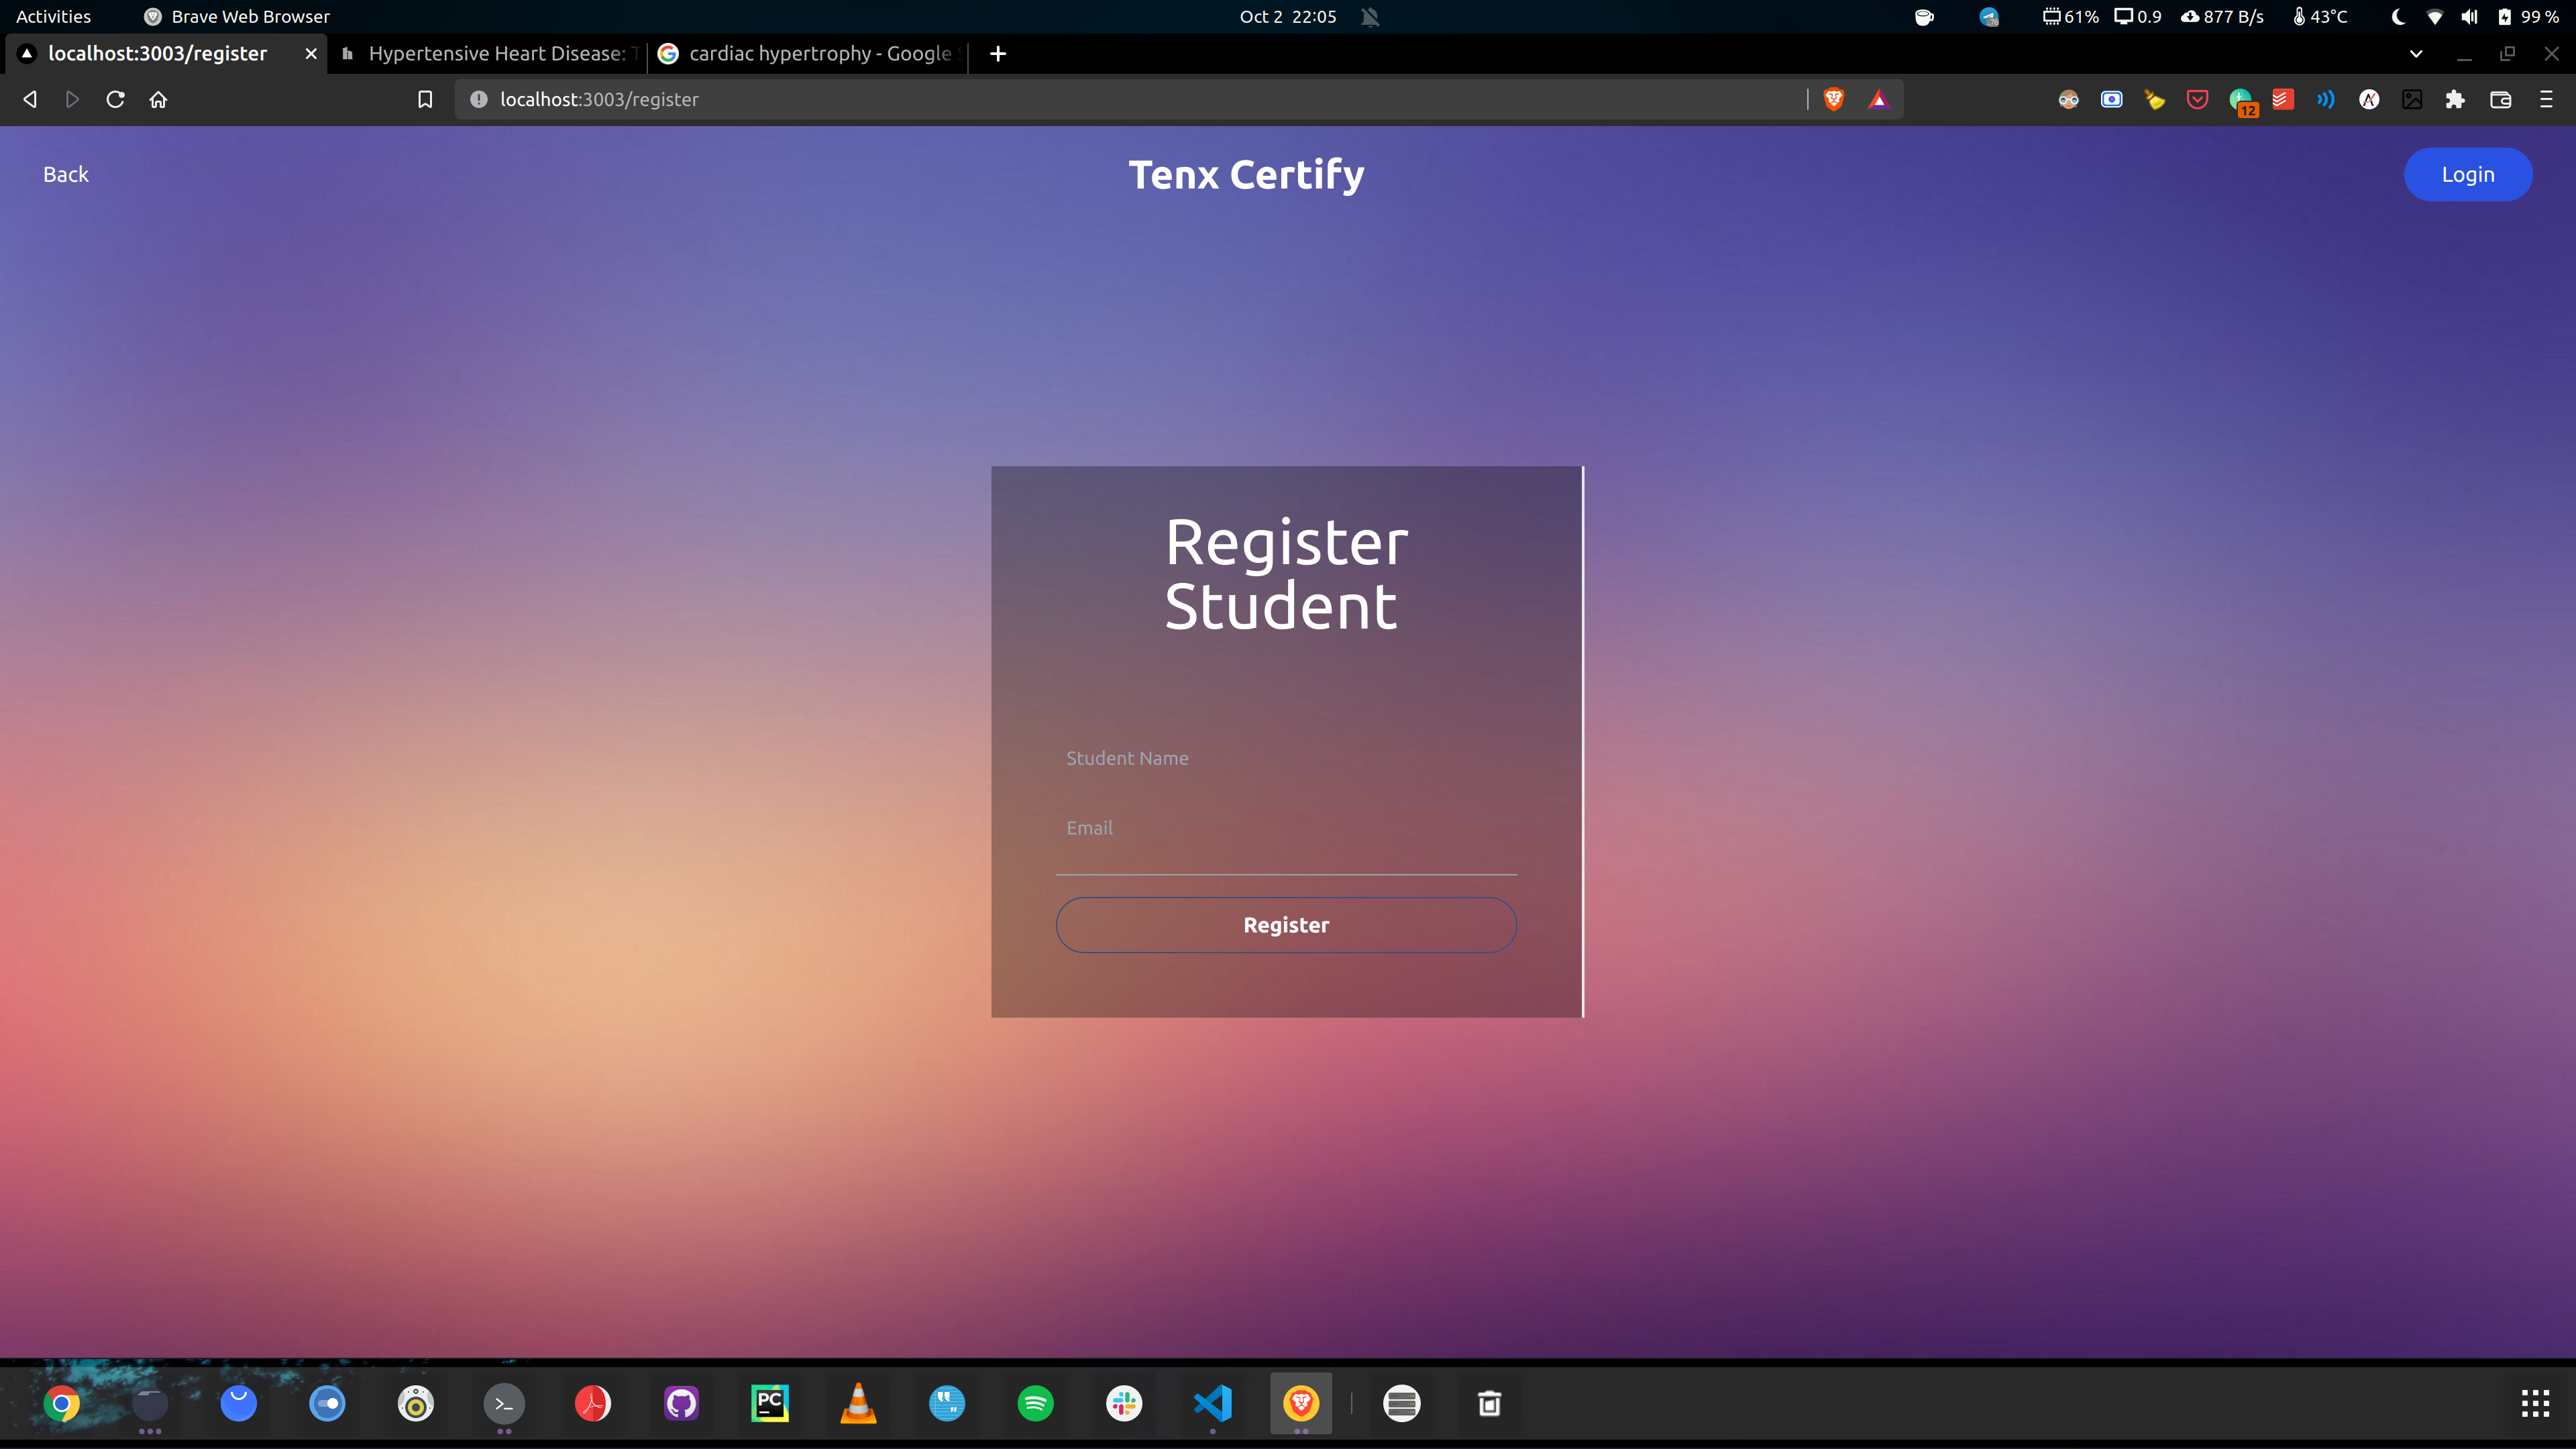 Activities Brave Web Browser Oct 2 22:05 61% 0.9 877 B/s 43°C 99 %
localhost:3003/register Hypertensive Heart Disease: cardiac hypertrophy - Google
localhost:3003/register 12
Back Tenx Certify Login
Register
Student
Student Name
Email
Register
PC